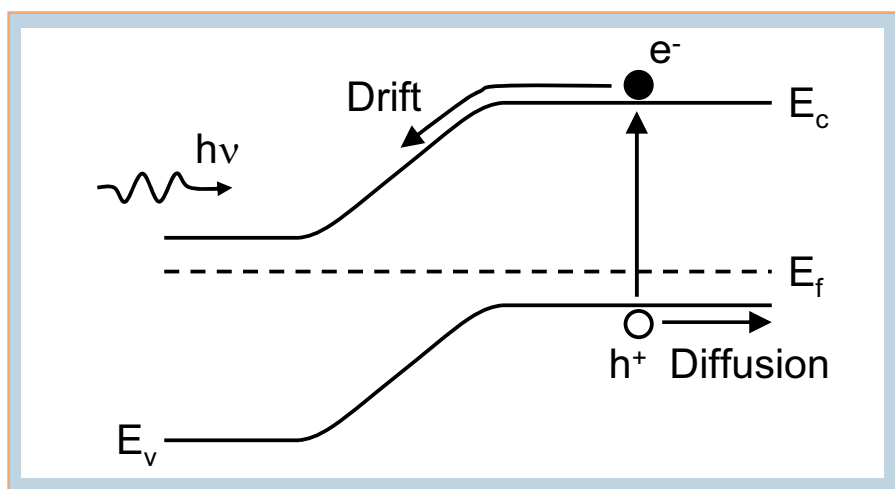 e-
Drift
Ec
hν
Ef
h+ Diffusion
Ev